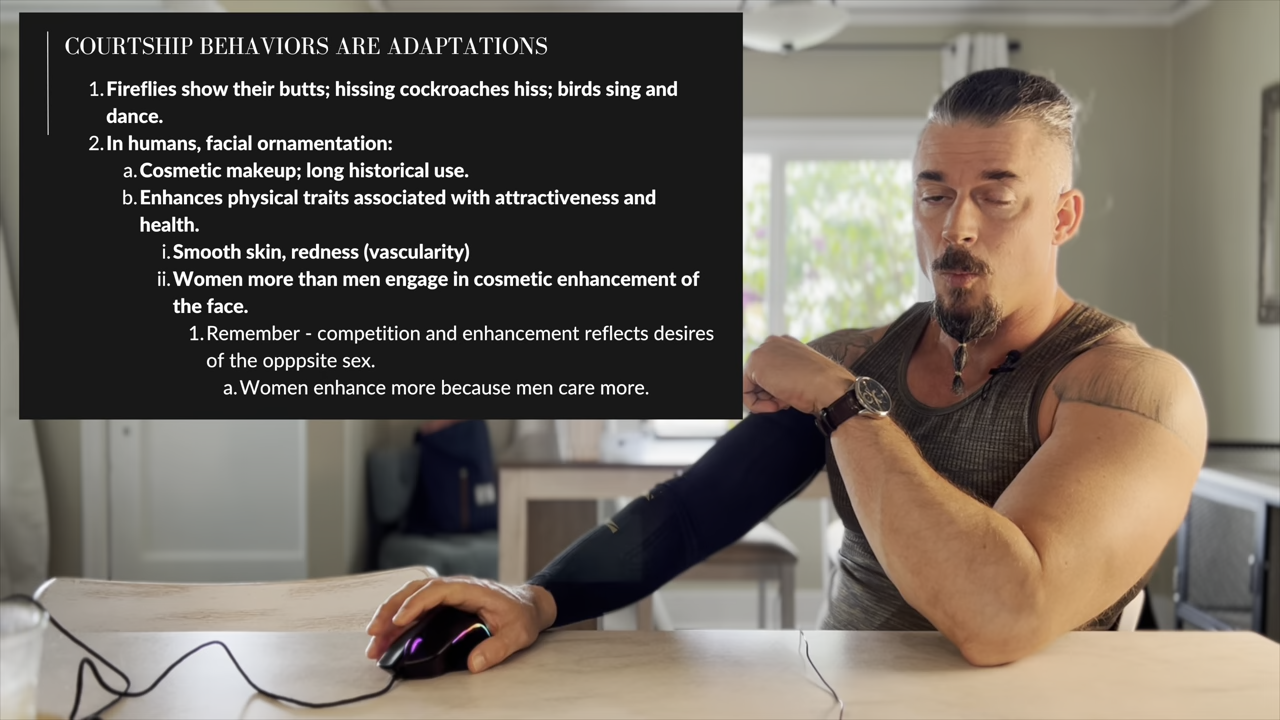 COURTSHIP BEHAVIORS ARE ADAPTATIONS
1. Fireflies show their butts; hissing cockroaches hiss; birds sing and
dance.
2. In humans, facial ornamentation:
a. Cosmetic makeup; long historical use.
b. Enhances physical traits associated with attractiveness and
health.
i. Smooth skin, redness (vascularity)
ii. Women more than men engage in cosmetic enhancement of
the face.
1. Remember - competition and enhancement reflects desires
of the opppsite sex.
a. Women enhance more because men care more.